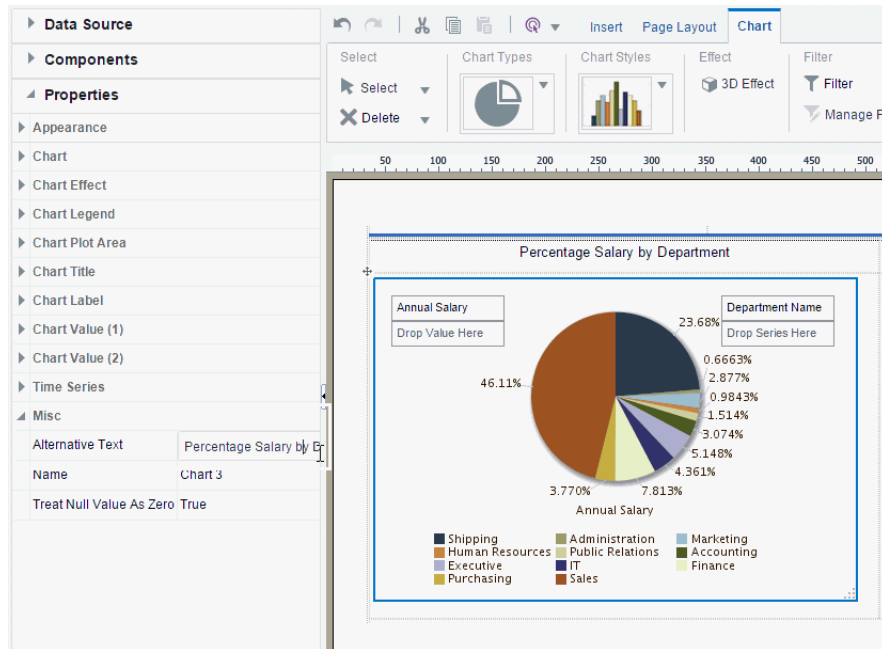 Data Source
Components
Properties
Appearance
Chart
Chart Effect
Chart Legend
Chart Plot Area
Chart Title
Chart Label
Chart Value (1)
Chart Value (2)
Time Series
Misc
Alternative Text Percentage Salary by D
Name Chart 3
Treat Null Value As Zero True
Insert Page Layout Chart
Select Chart Types Chart Styles Effect Filter
Select 3D Effect Filter
Delete Manage F
50 100 150 200 250 300 350 400 450 500
Percentage Salary by Department
Annual Salary
Drop Value Here
Department Name
Drop Series Here
23.68%
0.6663%
2.877%
0.9843%
1.514%
3.074%
5.148%
4.361%
7.813%
3.770%
46.11%
Annual Salary
Shipping Administration Marketing
Human Resources Public Relations Accounting
Executive IT Finance
Purchasing Sales